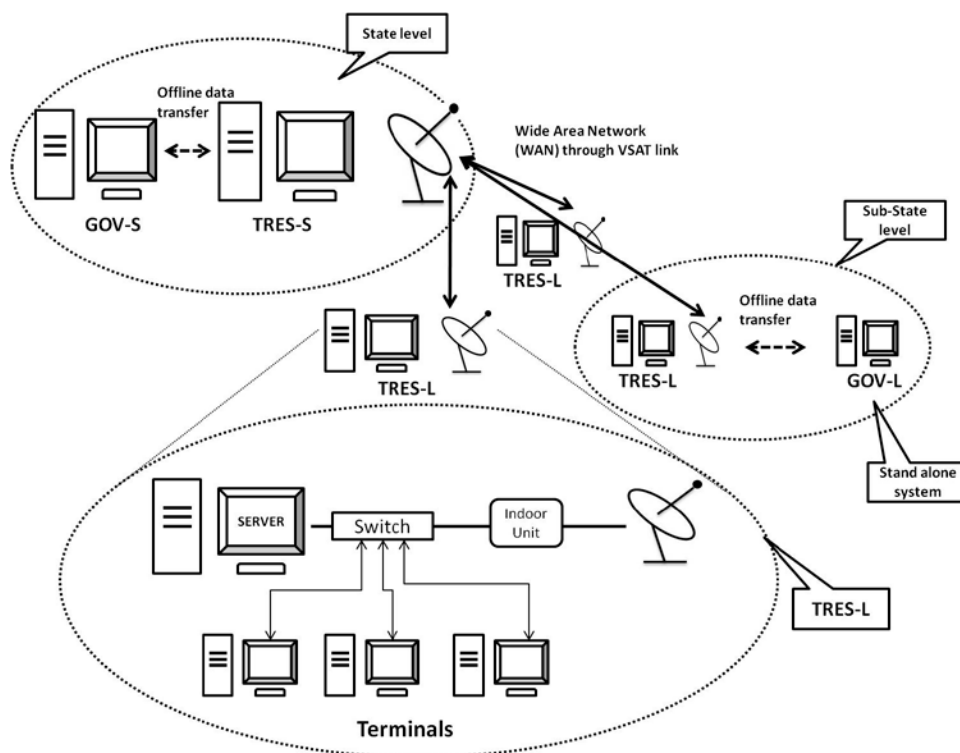 State level
Offline data
transfer
GOV-S
TRES-S
Wide Area Network
(WAN) through VSAT link
TRES-L
Sub-State
level
Offline data
transfer
TRES-L
GOV-L
TRES-L
Stand alone
system
SERVER
Switch
Indoor
Unit
TRES-L
Terminals